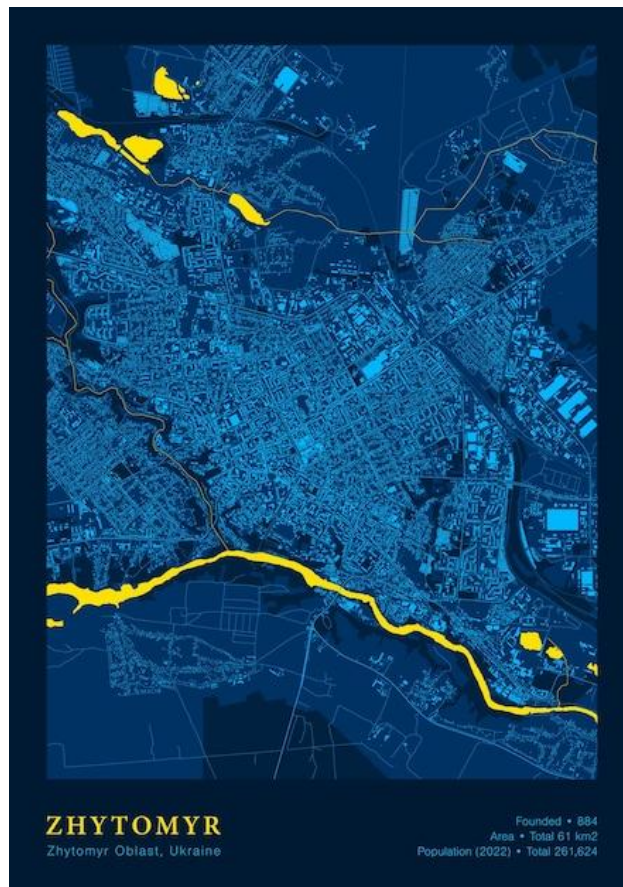 ZHYTOMYR
Zhytomyr Oblast, Ukraine
Founded • 884
Area • Total 61 km2
Population (2022) • Total 261,624